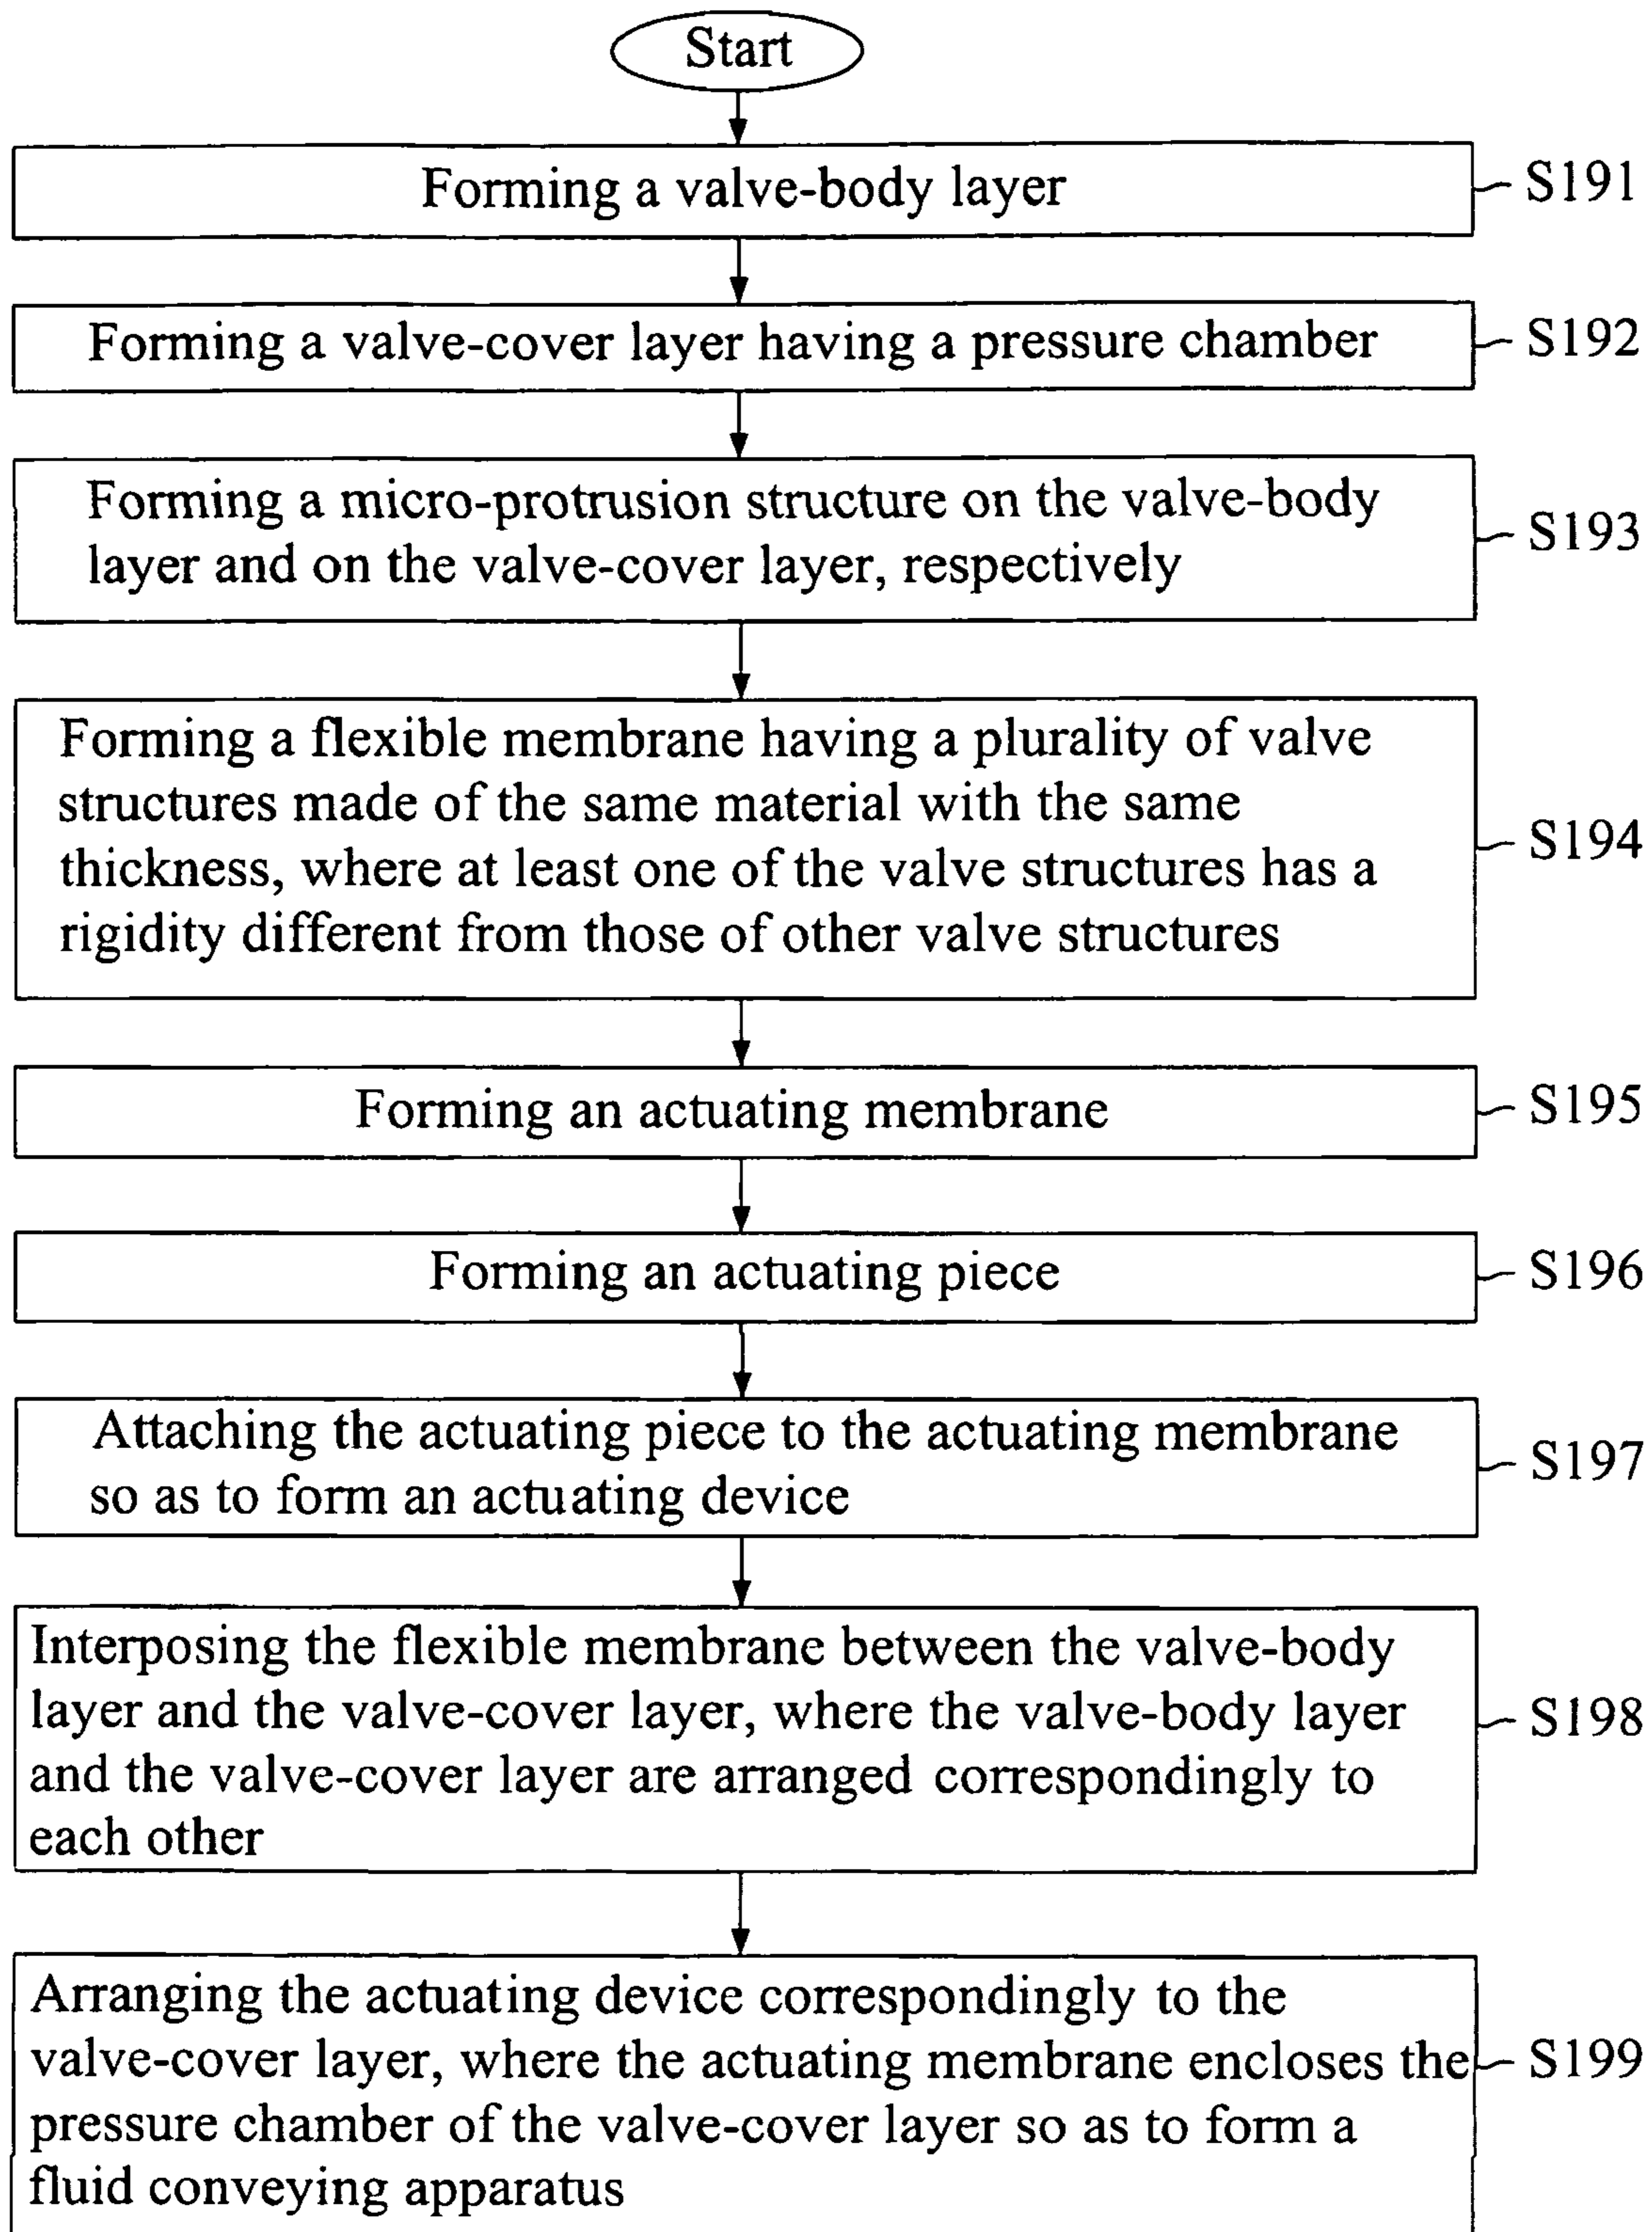 Start
Forming a valve-body layer
S191
Forming a valve-cover layer having a pressure chamber
S192
Forming a micro-protrusion structure on the valve-body
layer and on the valve-cover layer, respectively
S193
Forming a flexible membrane having a plurality of valve
structures made of the same material with the same
thickness, where at least one of the valve structures has a
rigidity different from those of other valve structures
S194
Forming an actuating membrane
S195
Forming an actuating piece
S196
Attaching the actuating piece to the actuating membrane
so as to form an actuating device
S197
Interposing the flexible membrane between the valve-body
layer and the valve-cover layer, where the valve-body layer
and the valve-cover layer are arranged correspondingly to
each other
S198
Arranging the actuating device correspondingly to the
valve-cover layer, where the actuating membrane encloses the
pressure chamber of the valve-cover layer so as to form a
fluid conveying apparatus
S199